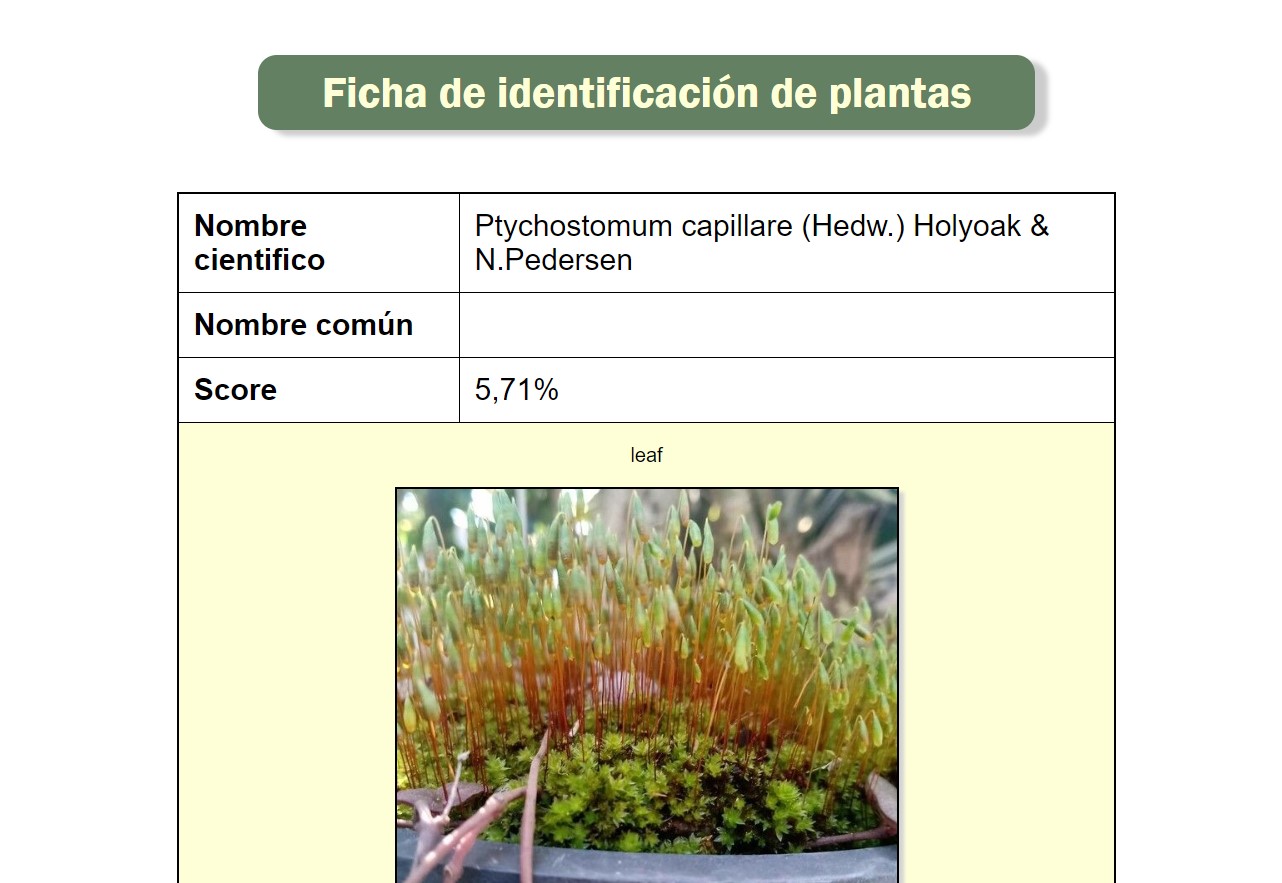 Ficha de identificación de plantas
Nombre
cientifico
Ptychostomum capillare (Hedw.) Holyoak &
N.Pedersen
Nombre común
Score
5,71%
leaf